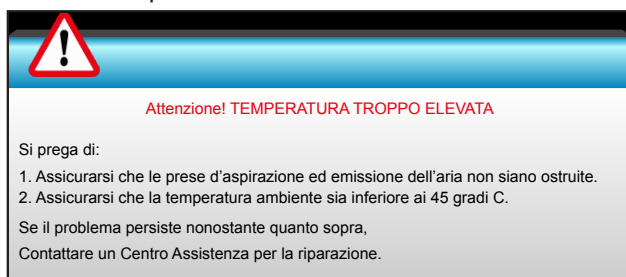 Attenzione! TEMPERATURA TROPPO ELEVATA
Si prega di:
1. Assicurarsi che le prese d'aspirazione ed emissione dell'aria non siano ostruite.
2. Assicurarsi che la temperatura ambiente sia inferiore ai 45 gradi C.
Se il problema persiste nonostante quanto sopra,
Contattare un Centro Assistenza per la riparazione.